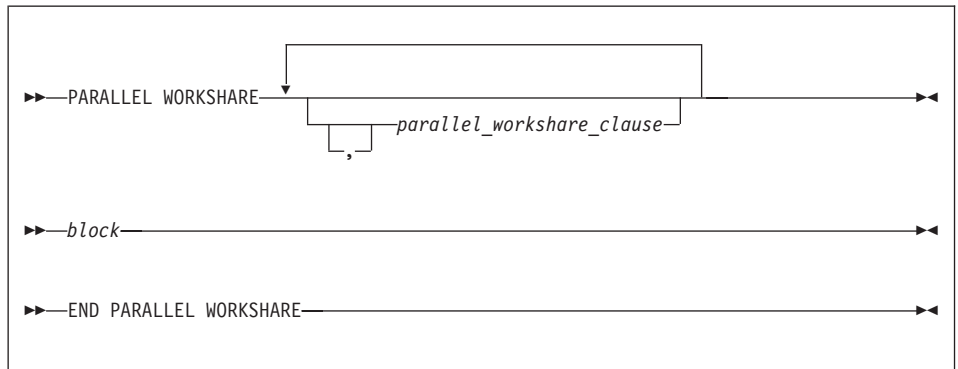 PARALLEL WORKSHARE
parallel_workshare_clause
,
block
END PARALLEL WORKSHARE